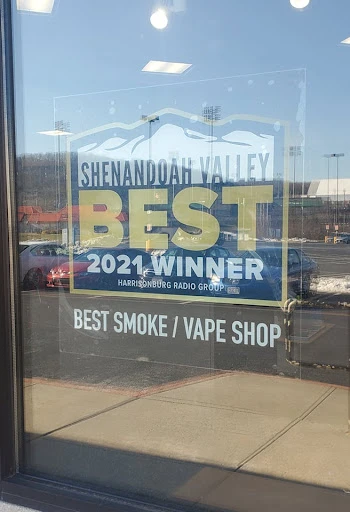 SHENANDOAH VALLEY
BEST
2021 WINNER
HARRISONBURG RADIO GROUP
BEST SMOKE / VAPE SHOP